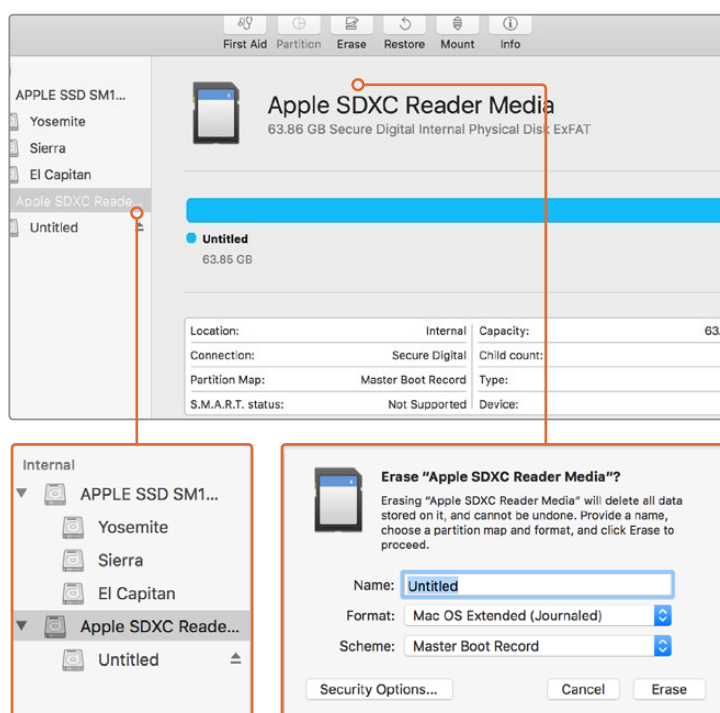 First Aid Partition Erase Restore Mount Info
APPLE SSD SM1...
Yosemite
Sierra
El Capitan
Apple SDXC Reade...
Untitled
Apple SDXC Reader Media
63.86 GB Secure Digital Internal Physical Disk ExFAT
Untitled
63.85 GB
Location: Internal Capacity: 63.
Connection: Secure Digital Child count:
Partition Map: Master Boot Record Type:
S.M.A.R.T. status: Not Supported Device:
Internal
APPLE SSD SM1...
Yosemite
Sierra
El Capitan
Apple SDXC Reade...
Untitled
Erase "Apple SDXC Reader Media"?
Erasing "Apple SDXC Reader Media" will delete all data
stored on it, and cannot be undone. Provide a name,
choose a partition map and format, and click Erase to
proceed.
Name: Untitled
Format: Mac OS Extended (Journaled)
Scheme: Master Boot Record
Security Options... Cancel Erase